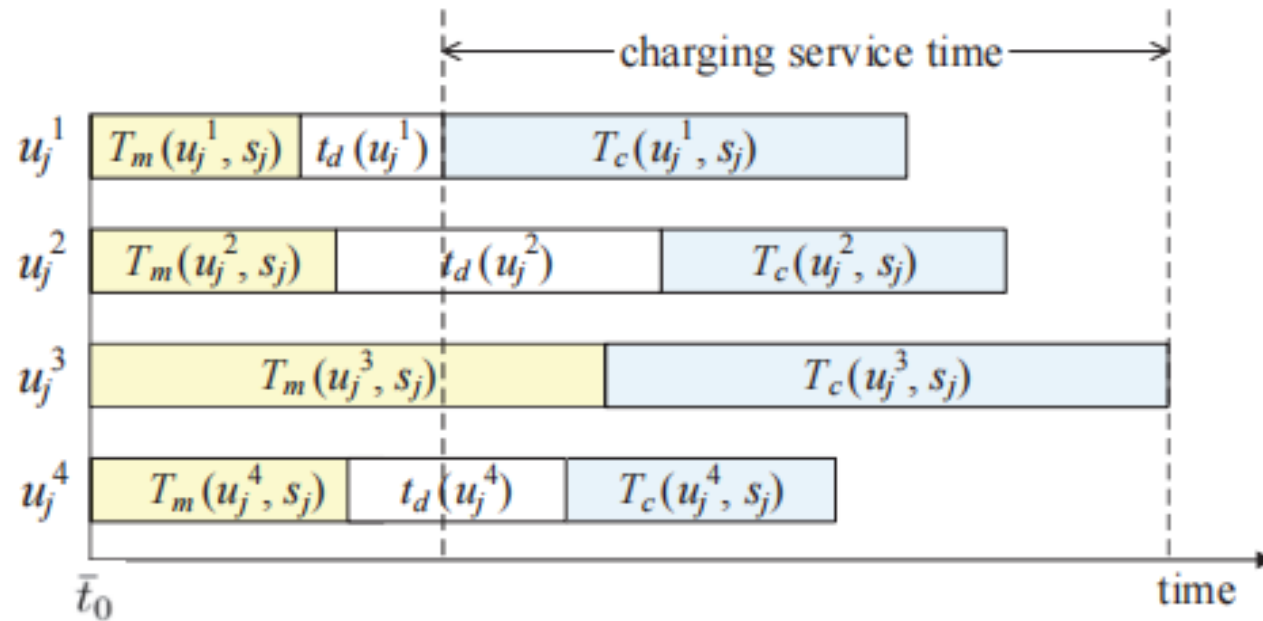 charging service time
u_j^1 T_m(u_j^1, s_j) t_d(u_j^1) T_c(u_j^1, s_j)
u_j^2 T_m(u_j^2, s_j) t_d(u_j^2) T_c(u_j^2, s_j)
u_j^3 T_m(u_j^3, s_j) T_c(u_j^3, s_j)
u_j^4 T_m(u_j^4, s_j) t_d(u_j^4) T_c(u_j^4, s_j)
t̄_0 time